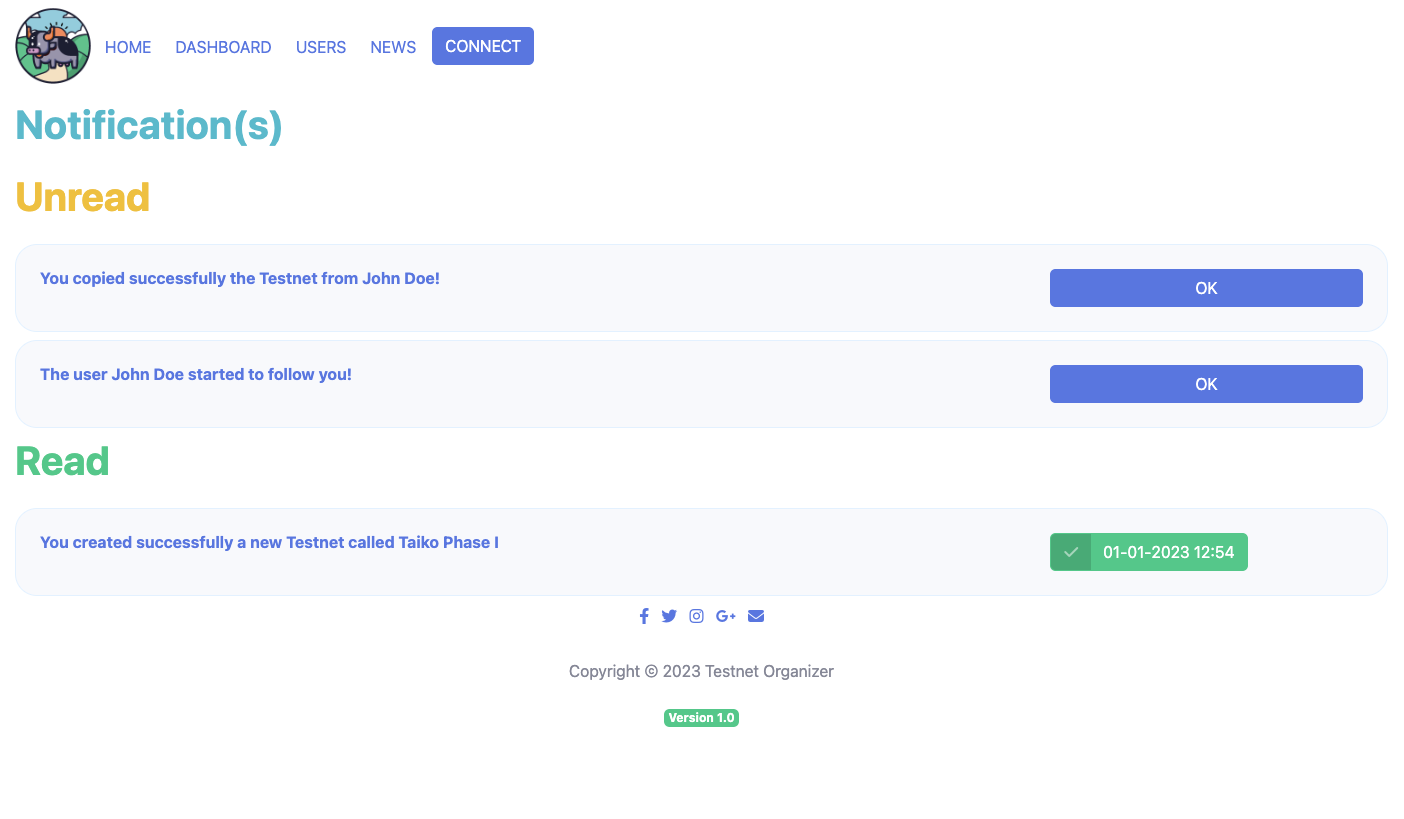 HOME DASHBOARD USERS NEWS CONNECT
Notification(s)
Unread
You copied successfully the Testnet from John Doe! OK
The user John Doe started to follow you! OK
Read
You created successfully a new Testnet called Taiko Phase I 01-01-2023 12:54
Copyright © 2023 Testnet Organizer
Version 1.0